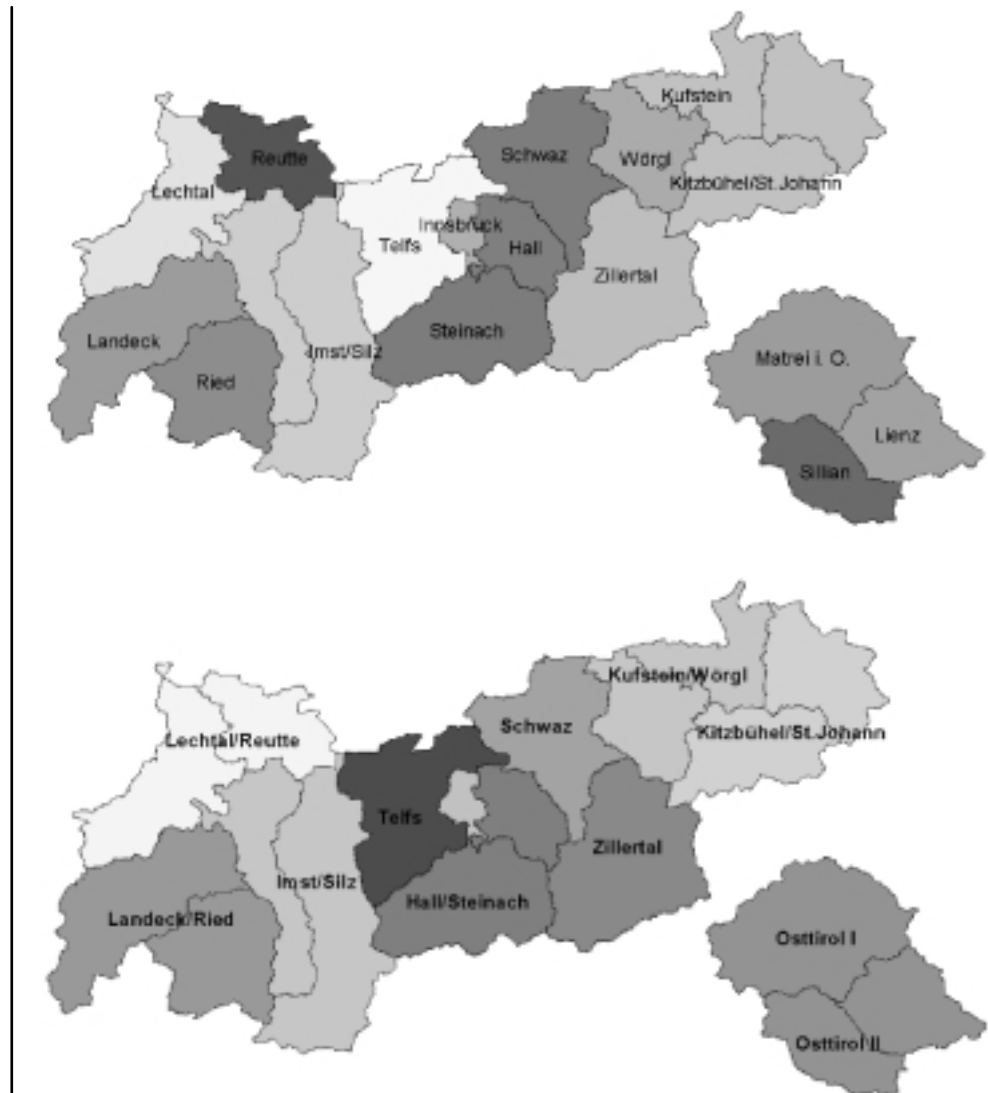 Kufstein
Reutte
Schwaz
Wörgl
Lechtal
Kitzbühel/St.Johann
Innsbruck
Telfs
Hall
Zillertal
Steinach
Landeck
Imst/Silz
Matrei i. O.
Ried
Lienz
Sillian
Kufstein/Wörgl
Schwaz
Kitzbühel/St.Johann
Lechtal/Reutte
Telfs
Zillertal
Imst/Silz
Hall/Steinach
Landeck/Ried
Osttirol I
Osttirol II